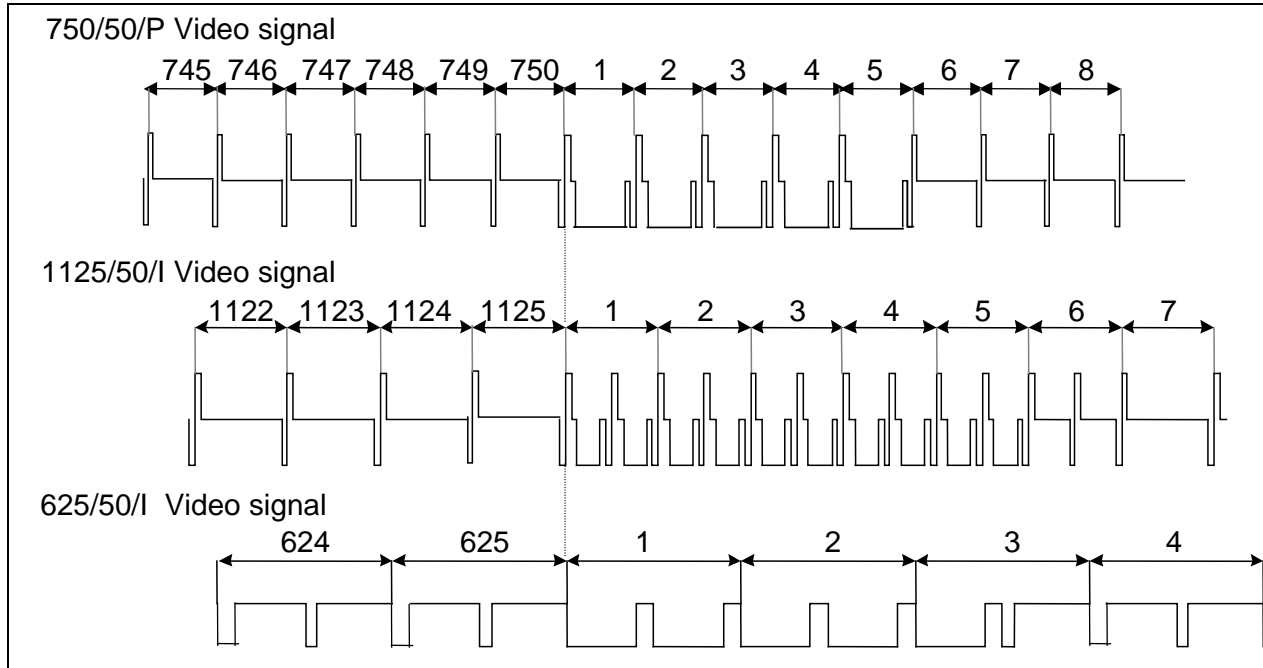 750/50/P Video signal
745 746 747 748 749 750 1 2 3 4 5 6 7 8
1125/50/I Video signal
1122 1123 1124 1125 1 2 3 4 5 6 7
625/50/I Video signal
624 625 1 2 3 4